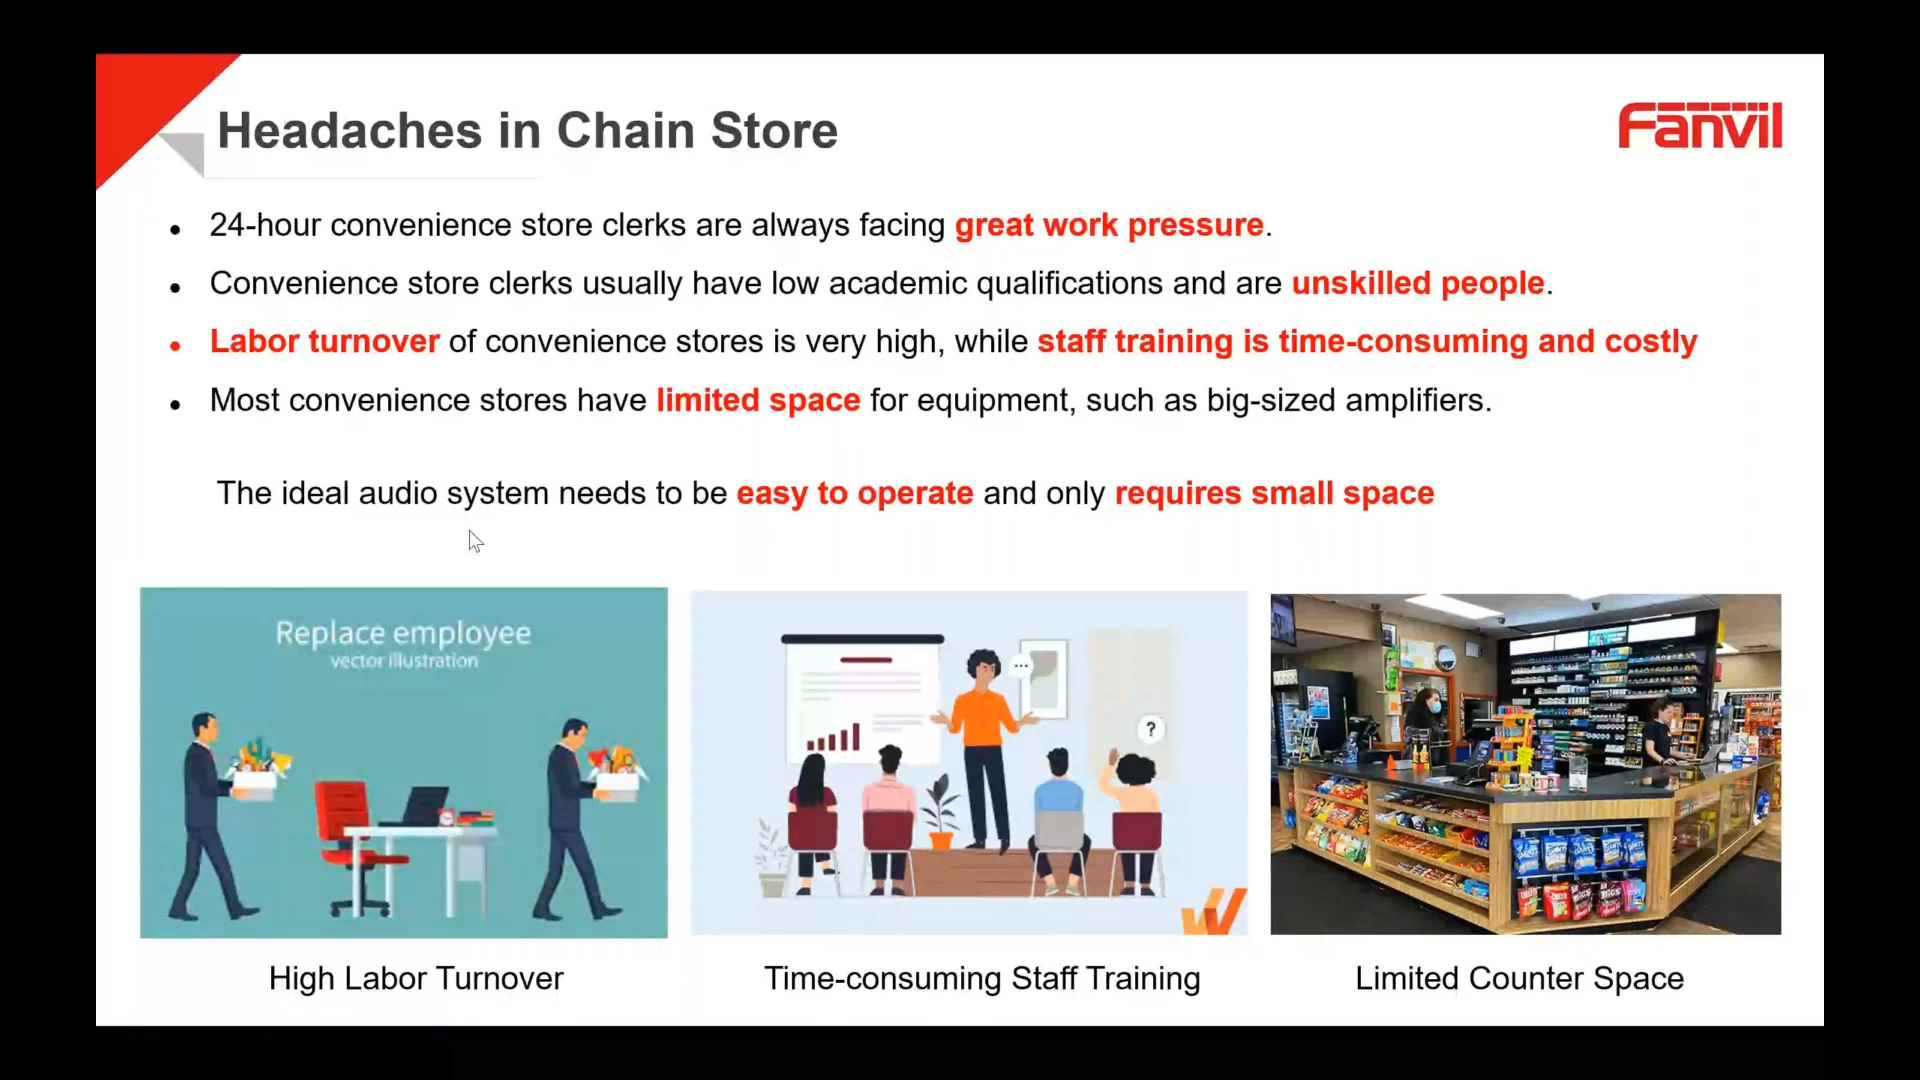 Headaches in Chain Store
Fanvil
• 24-hour convenience store clerks are always facing great work pressure.
• Convenience store clerks usually have low academic qualifications and are unskilled people.
• Labor turnover of convenience stores is very high, while staff training is time-consuming and costly
• Most convenience stores have limited space for equipment, such as big-sized amplifiers.
The ideal audio system needs to be easy to operate and only requires small space
Replace employee
vector illustration
?
High Labor Turnover
Time-consuming Staff Training
Limited Counter Space